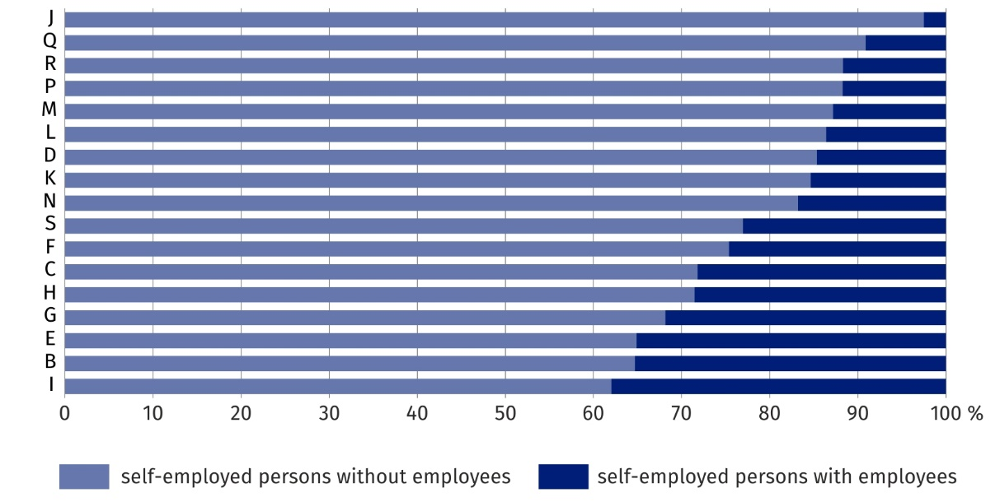 J
Q
R
P
M
L
D
K
N
S
F
C
H
G
E
B
I
0 10 20 30 40 50 60 70 80 90 100 %
self-employed persons without employees self-employed persons with employees